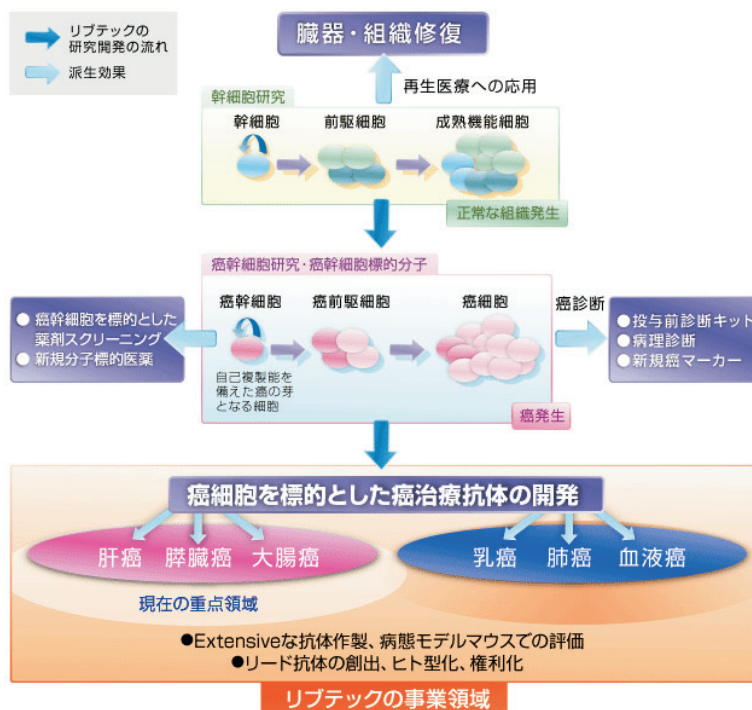 リブテックの
研究開発の流れ
派生効果
臓器・組織修復
再生医療への応用
幹細胞研究
幹細胞 前駆細胞 成熟機能細胞
正常な組織発生
癌幹細胞研究・癌幹細胞標的分子
癌幹細胞 癌前駆細胞 癌細胞
自己複製能を
備えた癌の芽
となる細胞
癌発生
● 癌幹細胞を標的とした
薬剤スクリーニング
● 新規分子標的医薬
癌診断
●投与前診断キット
●病理診断
●新規癌マーカー
癌細胞を標的とした癌治療抗体の開発
肝癌 膵臓癌 大腸癌
乳癌 肺癌 血液癌
現在の重点領域
●Extensiveな抗体作製、病態モデルマウスでの評価
●リード抗体の創出、ヒト型化、権利化
リブテックの事業領域